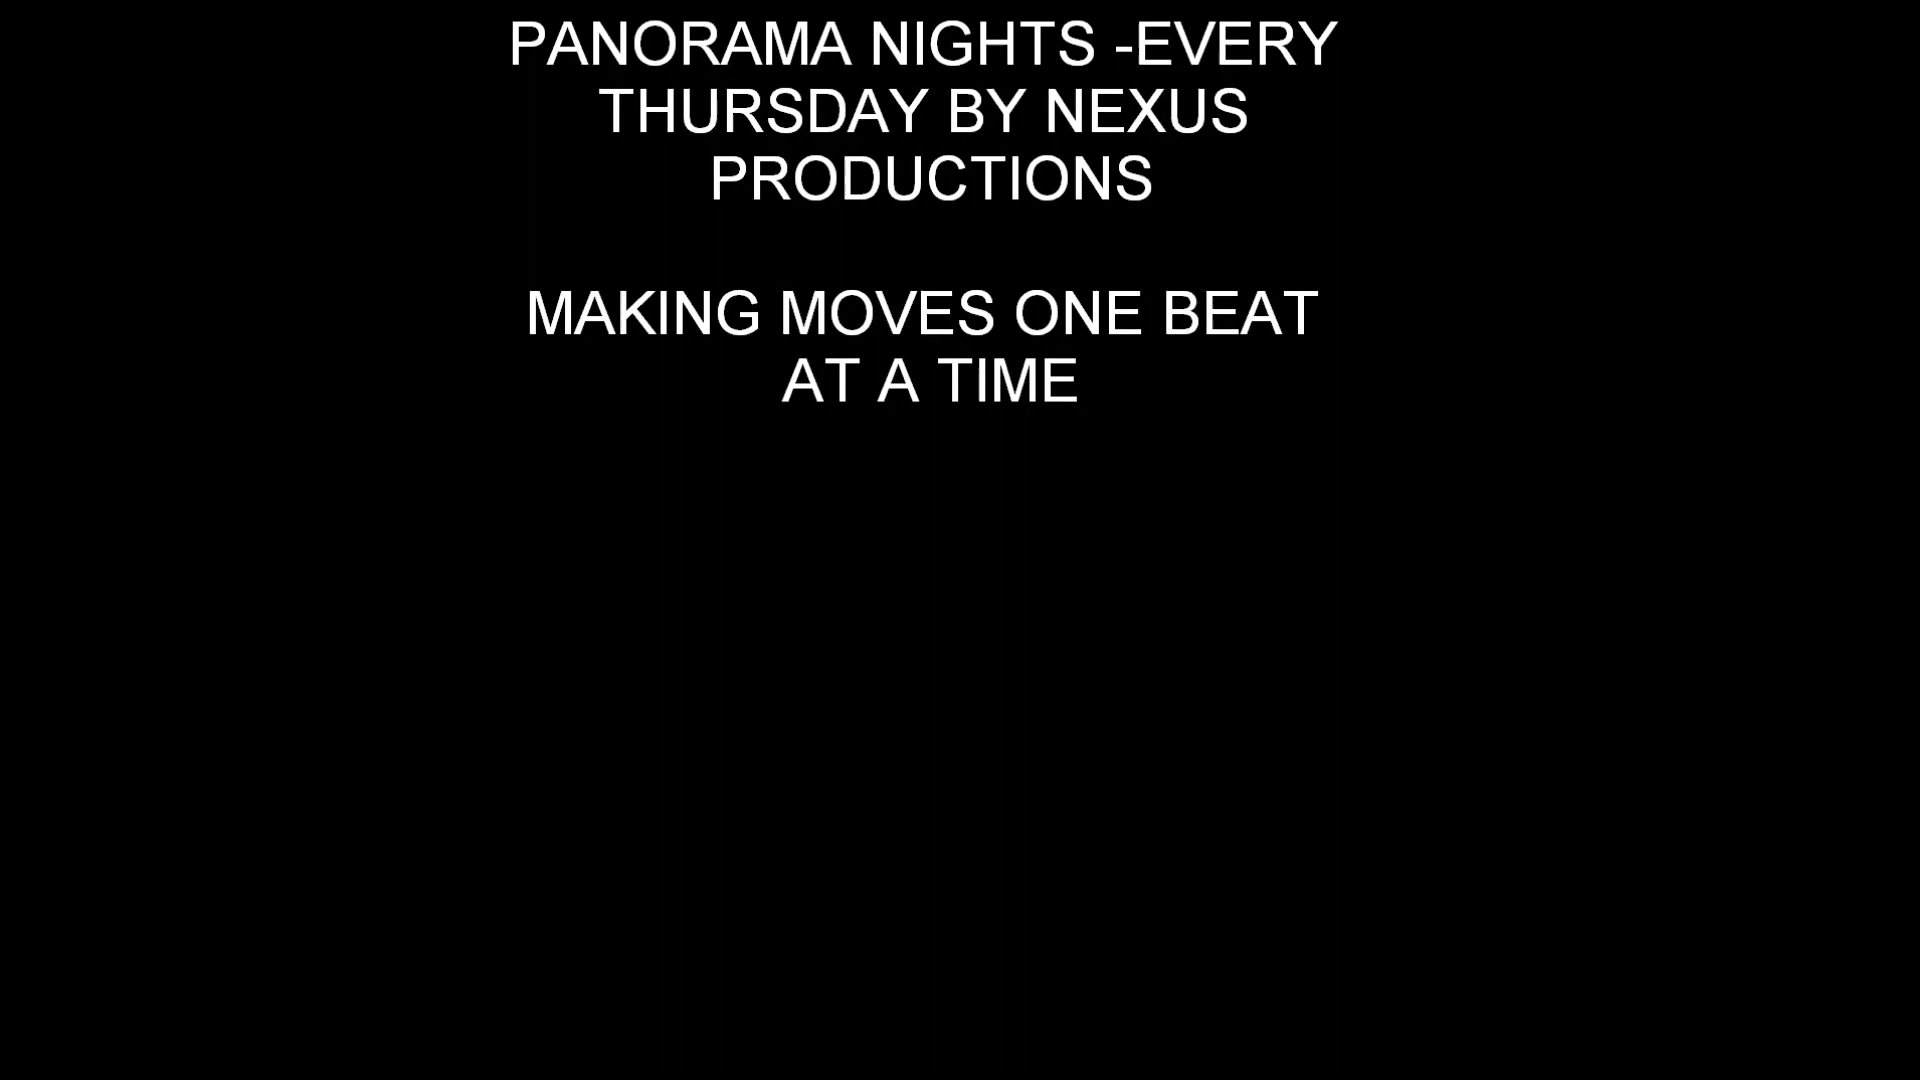 PANORAMA NIGHTS -EVERY
THURSDAY BY NEXUS
PRODUCTIONS
MAKING MOVES ONE BEAT
AT A TIME